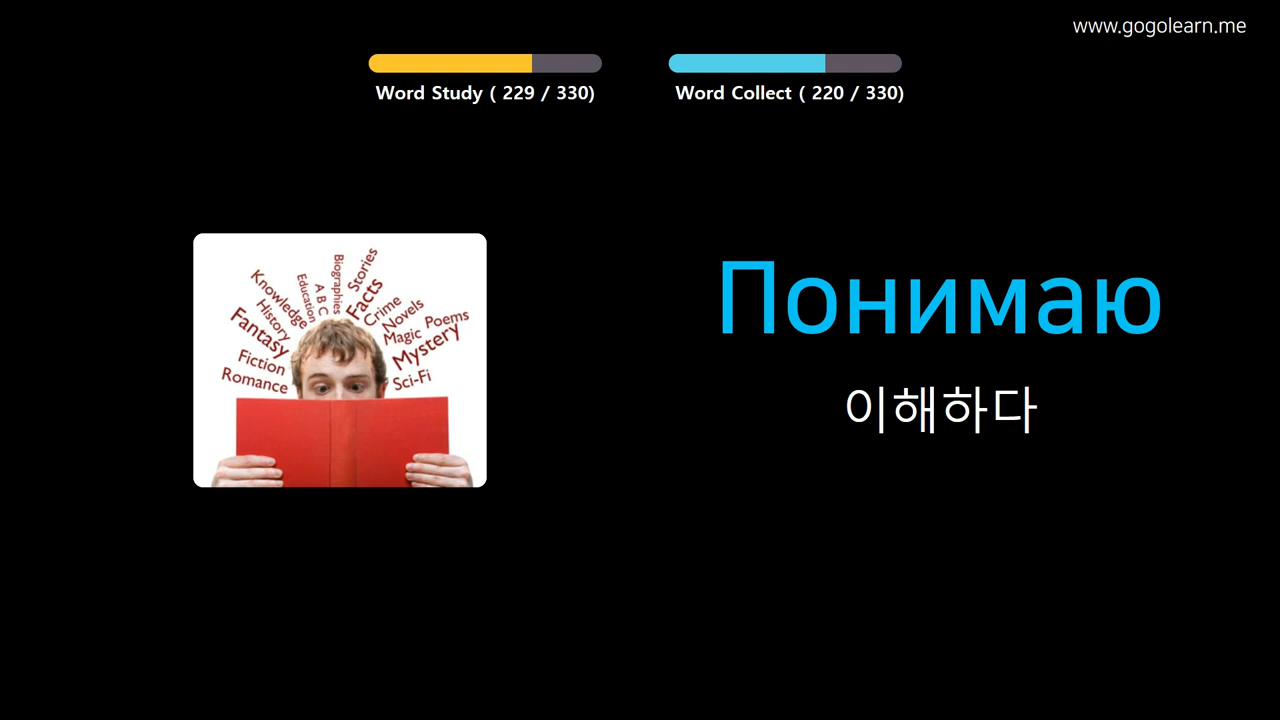 www.gogolearn.me
Word Study ( 229 / 330)
Word Collect ( 220 / 330)
Понимаю
이해하다
Knowledge
History
Fantasy
Fiction
Romance
Education
A B C
Biographies
Stories
Facts
Crime
Novels
Magic
Poems
Mystery
Sci-Fi